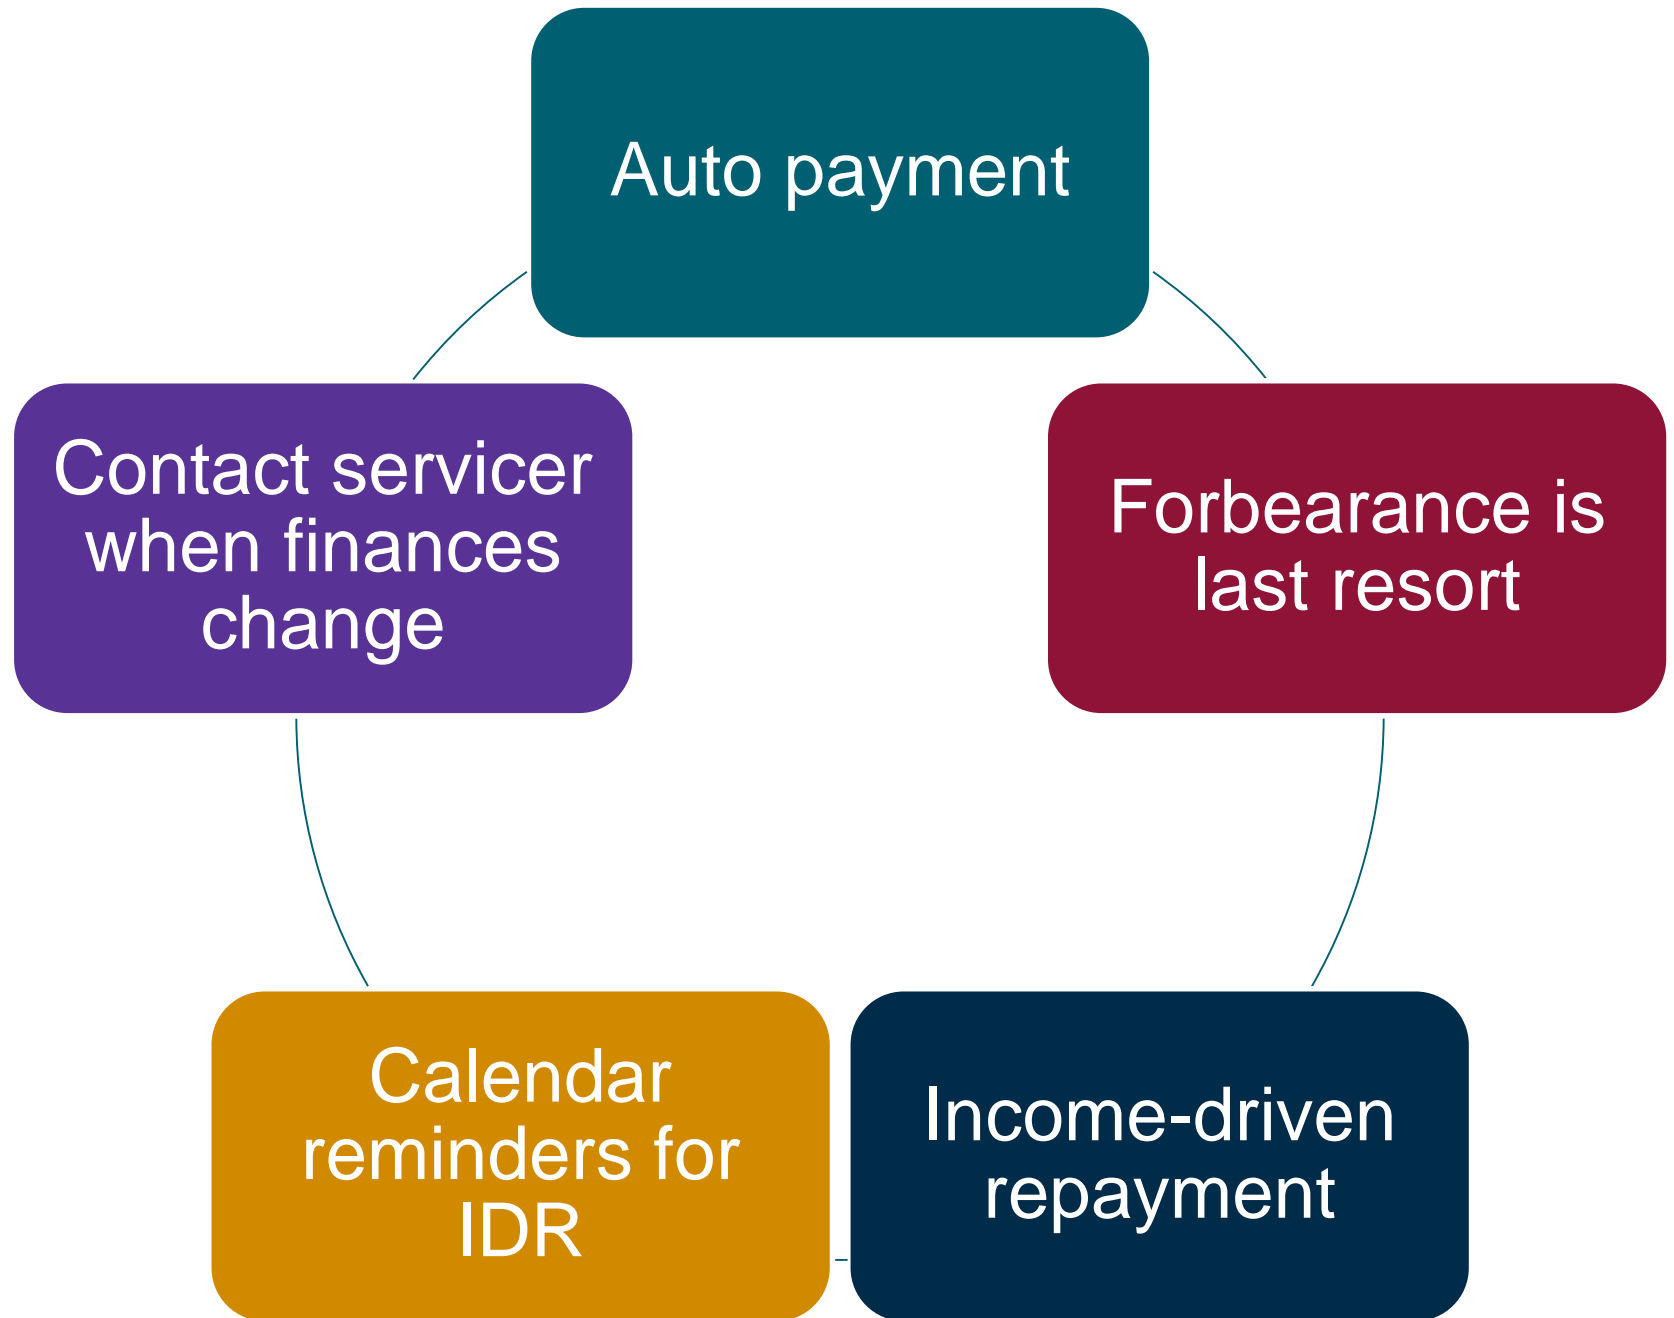 Auto payment
Forbearance is
last resort
Income-driven
repayment
Calendar
reminders for
IDR
Contact servicer
when finances
change